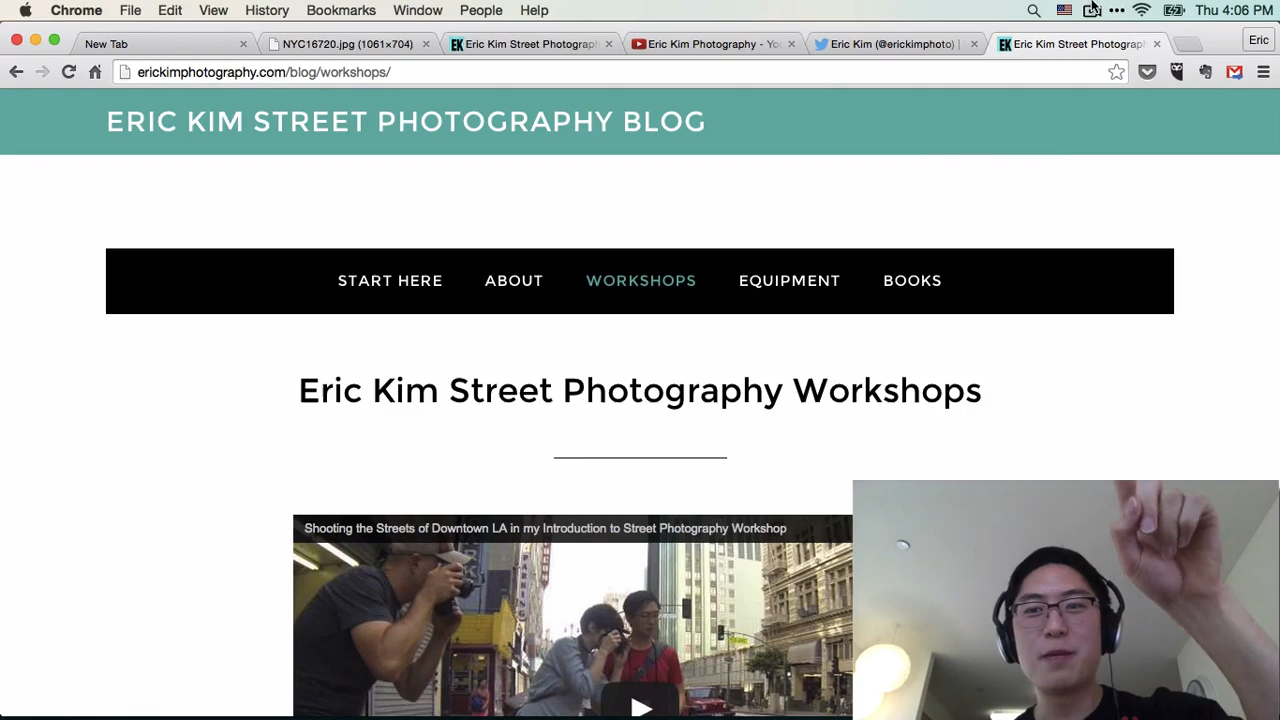 Chrome File Edit View History Bookmarks Window People Help Thu 4:06 PM
New Tab NYC16720.jpg (1061×704) Eric Kim Street Photograph Eric Kim Photography - Yo Eric Kim (@erickimphoto) | Eric Kim Street Photograph Eric
erickimphotography.com/blog/workshops/
ERIC KIM STREET PHOTOGRAPHY BLOG
START HERE ABOUT WORKSHOPS EQUIPMENT BOOKS
Eric Kim Street Photography Workshops
Shooting the Streets of Downtown LA in my Introduction to Street Photography Workshop
PARKING